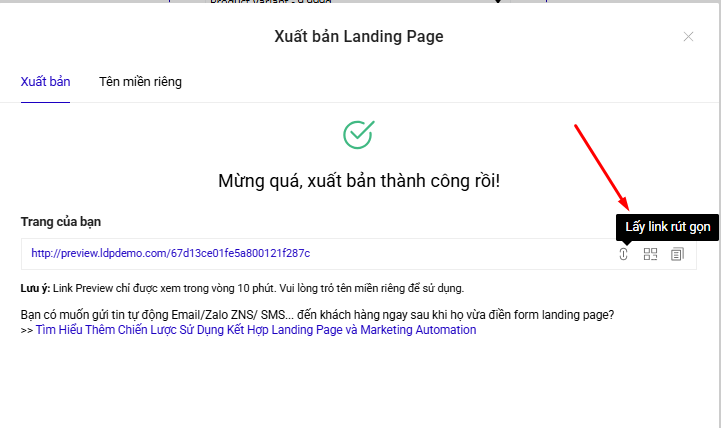 Product Variant - 9.999đ
Xuất bản Landing Page
Xuất bản
Tên miền riêng
Mừng quá, xuất bản thành công rồi!
Trang của bạn
Lấy link rút gọn
http://preview.ldpdemo.com/67d13ce01fe5a800121f287c
Lưu ý: Link Preview chỉ được xem trong vòng 10 phút. Vui lòng trỏ tên miền riêng để sử dụng.
Bạn có muốn gửi tin tự động Email/Zalo ZNS/ SMS... đến khách hàng ngay sau khi họ vừa điền form landing page?
>> Tìm Hiểu Thêm Chiến Lược Sử Dụng Kết Hợp Landing Page và Marketing Automation